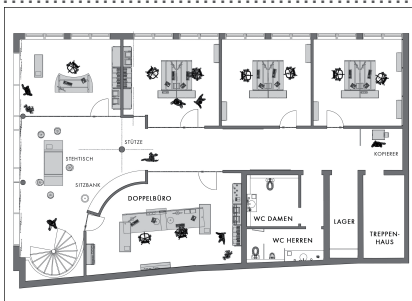 STÜTZE
KOPIERER
STEHTISCH
SITZBANK
DOPPELBÜRO
WC DAMEN
LAGER
TREPPEN-
HAUS
WC HERREN